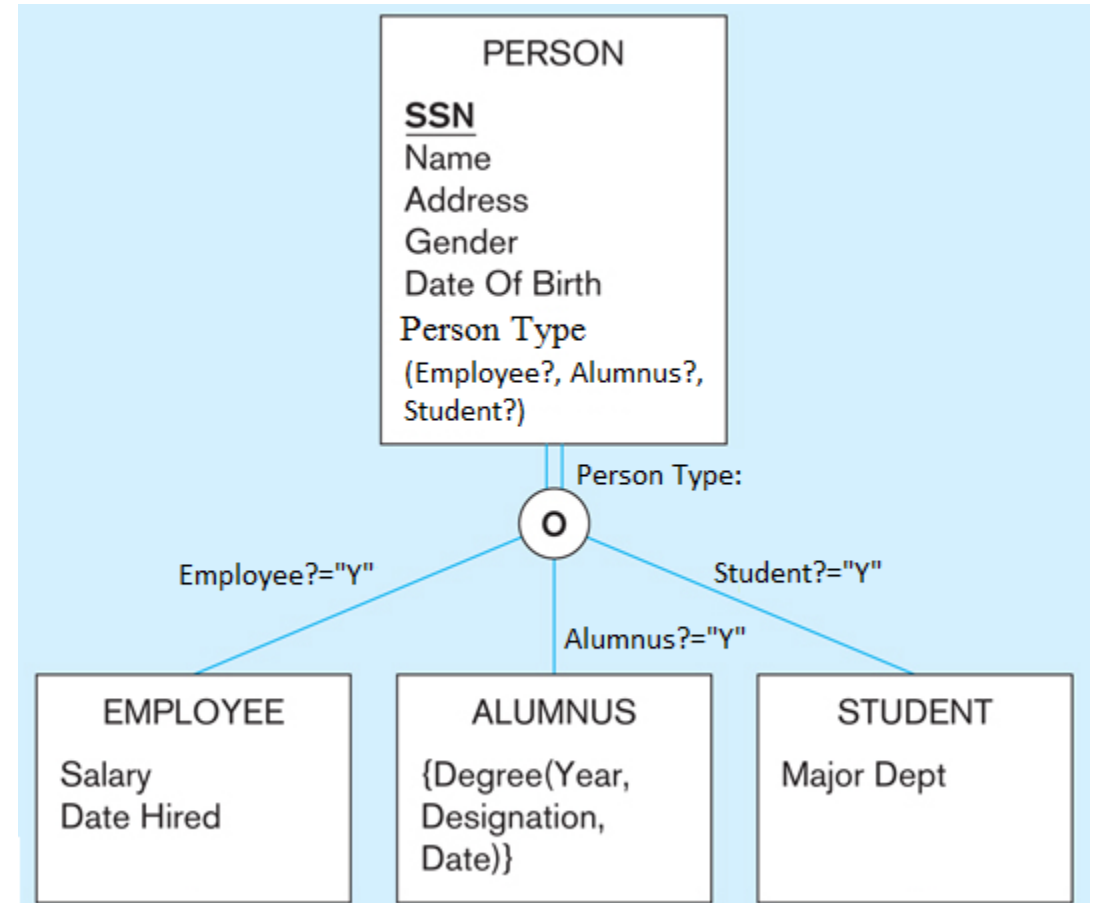 PERSON
SSN
Name
Address
Gender
Date Of Birth
Person Type
(Employee?, Alumnus?,
Student?)
Person Type:
O
Employee?="Y"
Student?="Y"
Alumnus?="Y"
EMPLOYEE
Salary
Date Hired
ALUMNUS
{Degree(Year,
Designation,
Date)}
STUDENT
Major Dept